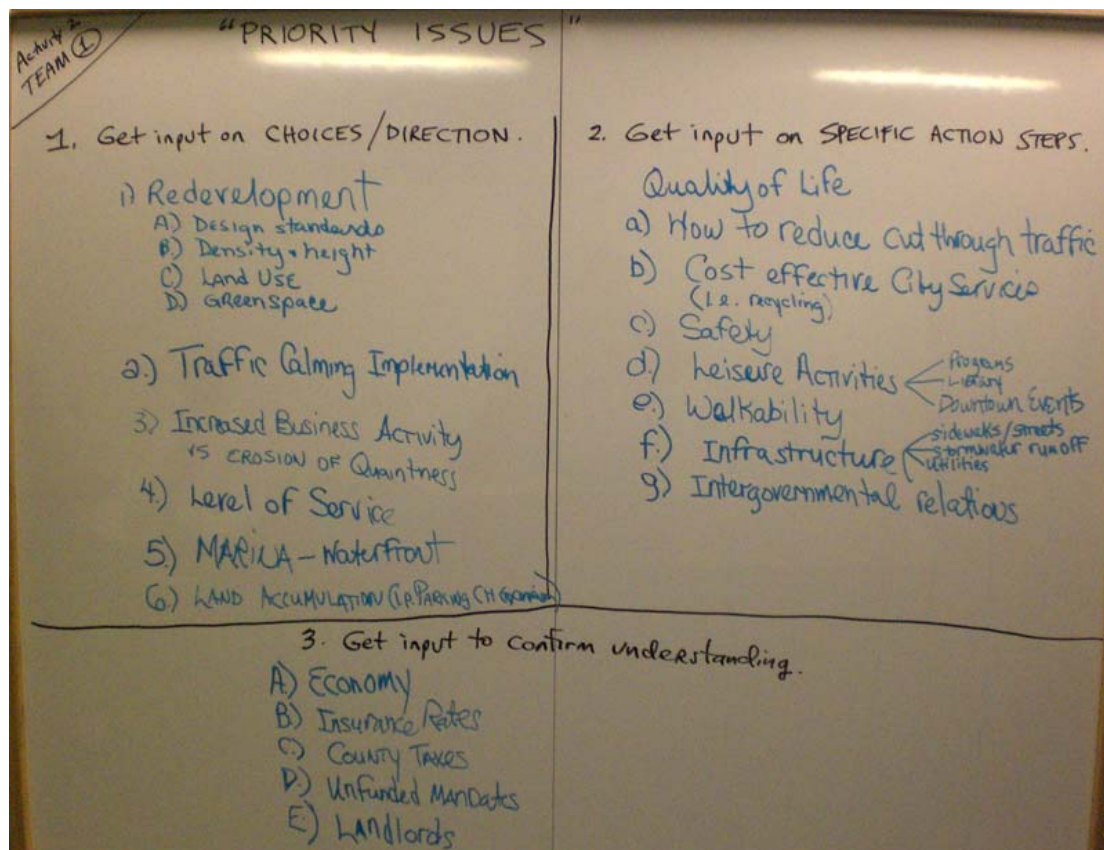 Activity 2
TEAM ①
"PRIORITY ISSUES"
1. Get input on CHOICES/DIRECTION.
1) Redevelopment
A) Design standards
B.) Density + height
C) Land Use
D) Greenspace
2.) Traffic Calming Implementation
3) Increased Business Activity
vs EROSION OF Quaintness
4.) Level of Service
5.) MARINA - Waterfront
6.) LAND ACCUMULATION (I.e. PARKING CH Expansion)
2. Get input on SPECIFIC ACTION STEPS.
Quality of Life
a) How to reduce cut through traffic
b) Cost effective City Services
(I.e. recycling)
c) Safety
d.) Leisure Activities
Programs
Library
Downtown Events
e.) Walkability
f.) Infrastructure
sidewalks/streets
stormwater runoff
utilities
g) Intergovernmental relations
3. Get input to confirm understanding.
A) Economy
B) Insurance Rates
C) County Taxes
D.) Unfunded Mandates
E.) Landlords